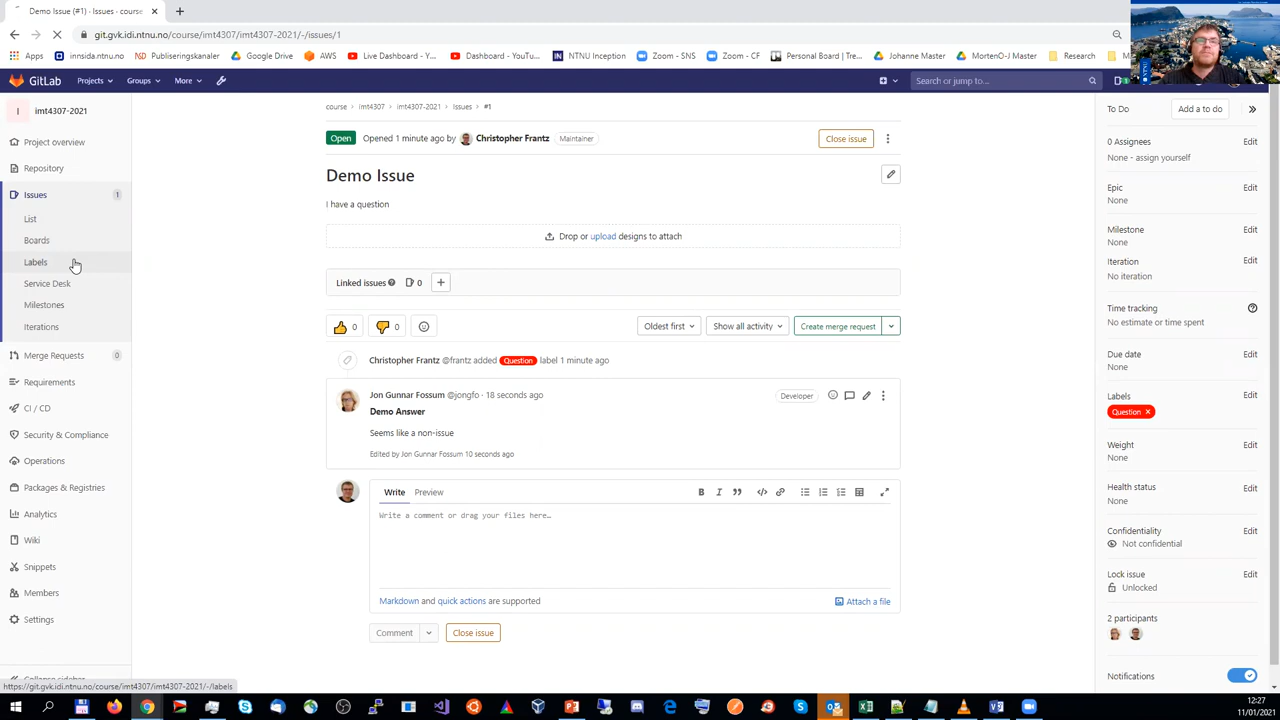 Demo Issue (#1) · Issues · course
git.gvk.idi.ntnu.no/course/imt4307/imt4307-2021/-/issues/1
Apps
innsida.ntnu.no
Publiseringskanaler
Google Drive
AWS
Live Dashboard - Y...
Dashboard - YouTu...
NTNU Inception
Zoom - SNS
Zoom - CF
Personal Board | Tre...
Johanne Master
MortenO-J Master
Research
GitLab
Projects
Groups
More
Search or jump to...
1
I
imt4307-2021
Project overview
Repository
Issues
1
List
Boards
Labels
Service Desk
Milestones
Iterations
Merge Requests
0
Requirements
CI / CD
Security & Compliance
Operations
Packages & Registries
Analytics
Wiki
Snippets
Members
Settings
Collapse sidebar
course > imt4307 > imt4307-2021 > Issues > #1
Open
Opened 1 minute ago by Christopher Frantz
Maintainer
Close issue
Demo Issue
I have a question
Drop or upload designs to attach
Linked issues
0
0
0
Oldest first
Show all activity
Create merge request
Christopher Frantz @frantz added Question label 1 minute ago
Jon Gunnar Fossum @jongfo · 18 seconds ago
Developer
Demo Answer
Seems like a non-issue
Edited by Jon Gunnar Fossum 10 seconds ago
Write
Preview
B
I
Write a comment or drag your files here…
Markdown and quick actions are supported
Attach a file
Comment
Close issue
To Do
Add a to do
0 Assignees
Edit
None - assign yourself
Epic
Edit
None
Milestone
Edit
None
Iteration
Edit
No iteration
Time tracking
No estimate or time spent
Due date
Edit
None
Labels
Edit
Question
Weight
Edit
None
Health status
Edit
None
Confidentiality
Edit
Not confidential
Lock issue
Edit
Unlocked
2 participants
Notifications
https://git.gvk.idi.ntnu.no/course/imt4307/imt4307-2021/-/labels
12:27
11/01/2021
NTNU